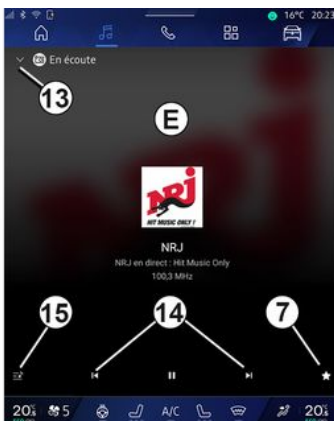 16°C 20:23
En écoute
13
E
NRJ
HIT MUSIC ONLY !
NRJ
NRJ en direct : Hit Music Only
100,3 MHz
15
14
7
20 5 A/C 20